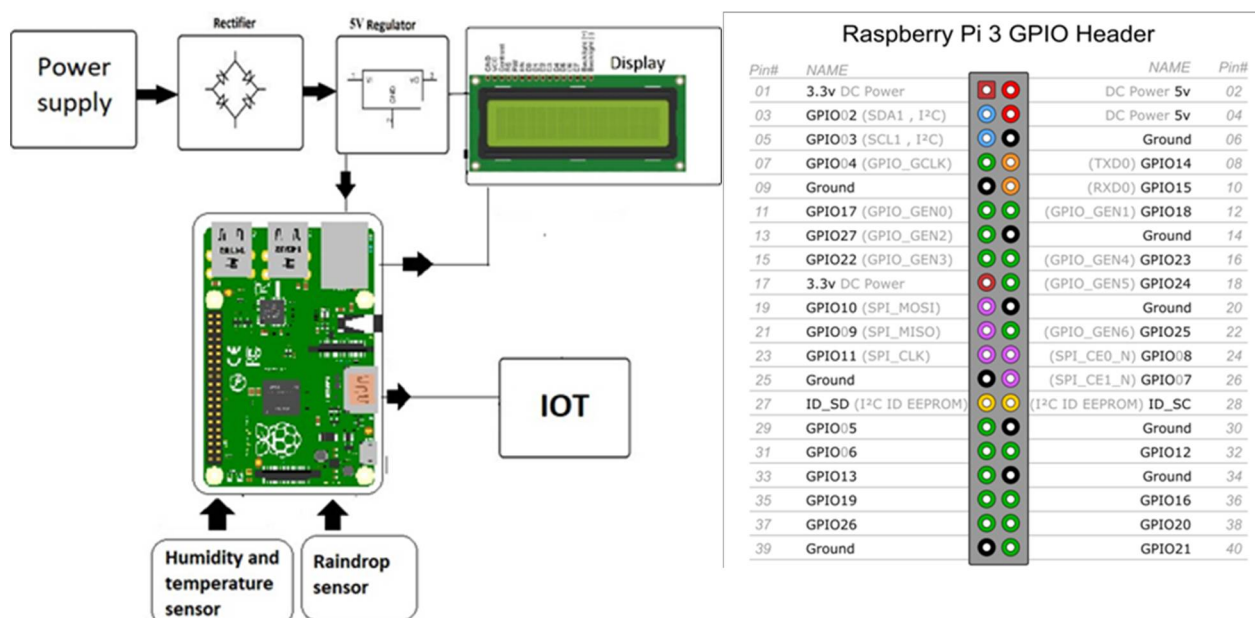 Rectifier
5V Regulator
Power
supply
VI
VO
GND
Display
IOT
Humidity and
temperature
sensor
Raindrop
sensor
Raspberry Pi 3 GPIO Header
Pin# NAME NAME Pin#
01 3.3v DC Power DC Power 5v 02
03 GPIO02 (SDA1 , I²C) DC Power 5v 04
05 GPIO03 (SCL1 , I²C) Ground 06
07 GPIO04 (GPIO_GCLK) (TXD0) GPIO14 08
09 Ground (RXD0) GPIO15 10
11 GPIO17 (GPIO_GEN0) (GPIO_GEN1) GPIO18 12
13 GPIO27 (GPIO_GEN2) Ground 14
15 GPIO22 (GPIO_GEN3) (GPIO_GEN4) GPIO23 16
17 3.3v DC Power (GPIO_GEN5) GPIO24 18
19 GPIO10 (SPI_MOSI) Ground 20
21 GPIO09 (SPI_MISO) (GPIO_GEN6) GPIO25 22
23 GPIO11 (SPI_CLK) (SPI_CE0_N) GPIO08 24
25 Ground (SPI_CE1_N) GPIO07 26
27 ID_SD (I²C ID EEPROM) (I²C ID EEPROM) ID_SC 28
29 GPIO05 Ground 30
31 GPIO06 GPIO12 32
33 GPIO13 Ground 34
35 GPIO19 GPIO16 36
37 GPIO26 GPIO20 38
39 Ground GPIO21 40